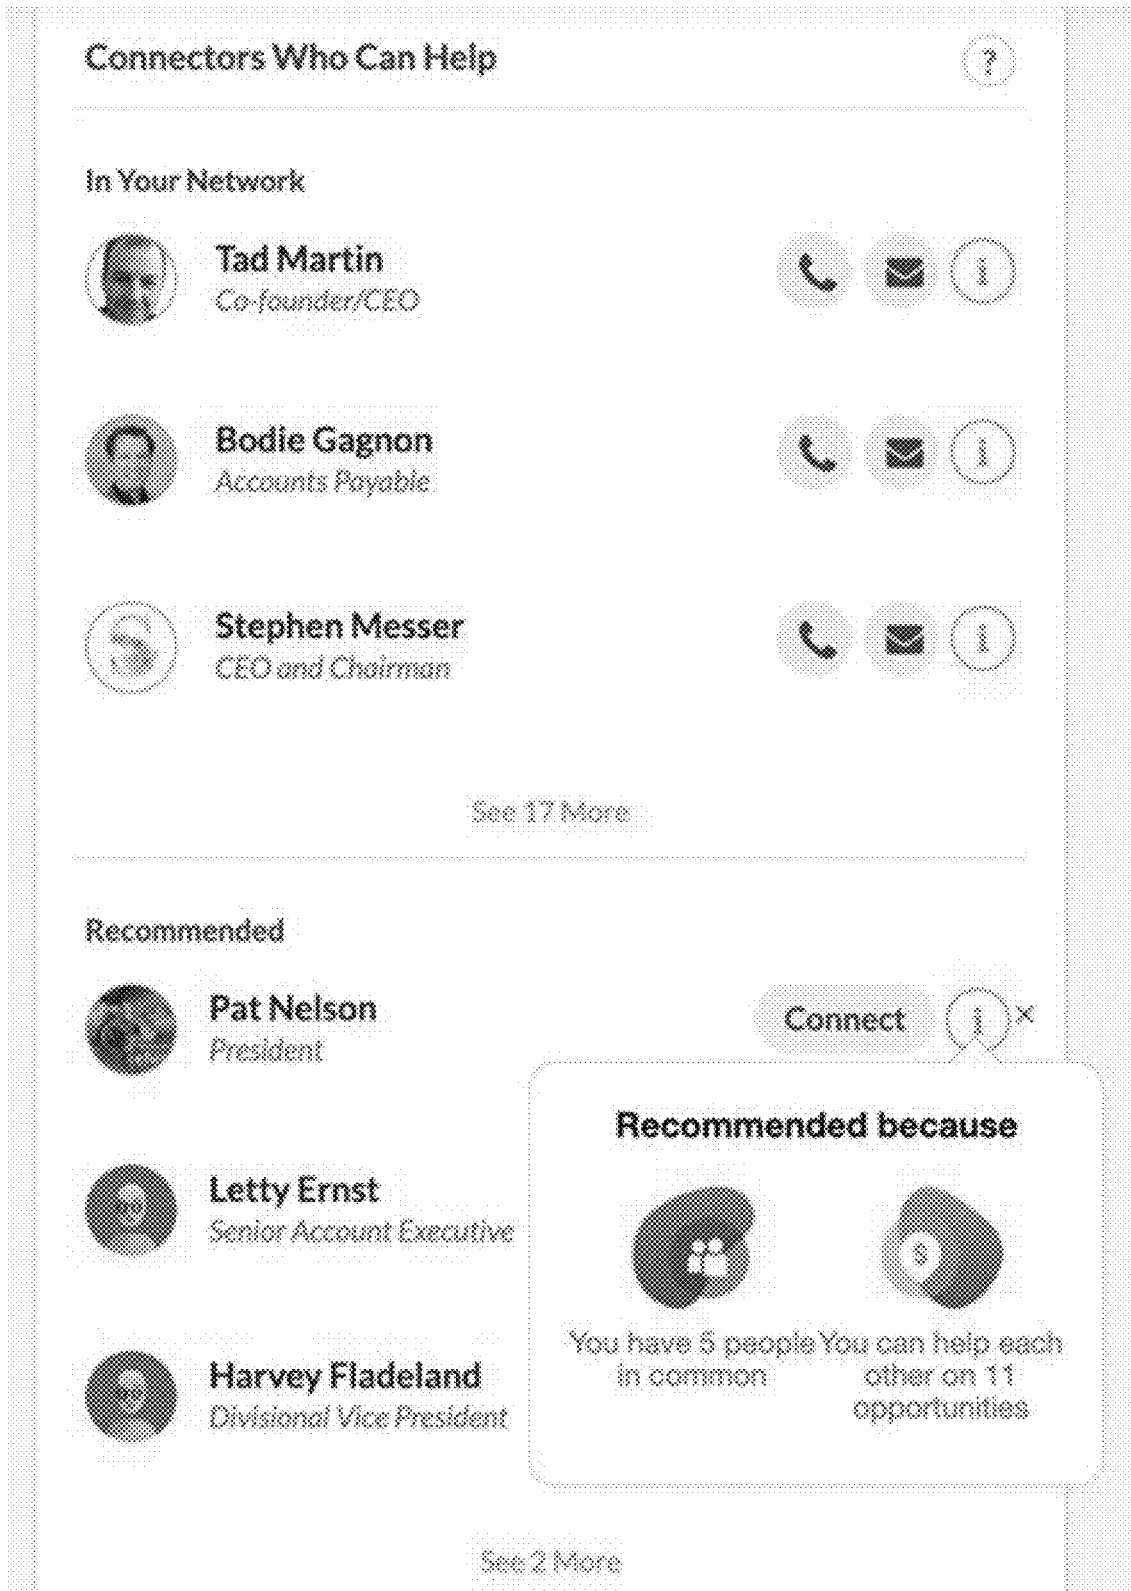 Connectors Who Can Help
?
In Your Network
Tad Martin
Co-founder/CEO
i
Bodie Gagnon
Accounts Payable
i
Stephen Messer
CEO and Chairman
i
See 17 More
Recommended
Pat Nelson
President
Connect
i
×
Recommended because
$
You have 5 people
in common
You can help each
other on 11
opportunities
Letty Ernst
Senior Account Executive
Harvey Fladeland
Divisional Vice President
See 2 More